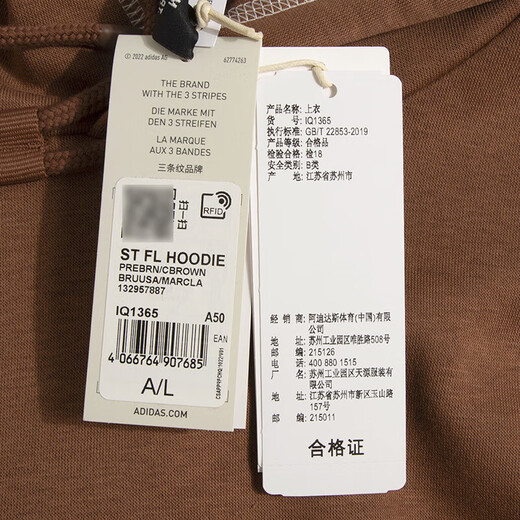 © 2022 adidas AG
62774263
THE BRAND
WITH THE 3 STRIPES
DIE MARKE MIT
DEN 3 STREIFEN
LA MARQUE
AUX 3 BANDES
三条纹品牌
RFID
ST FL HOODIE
PREBRN/CBROWN
BRUUSA/MARCLA
132957887
IQ1365 A50
EAN
4 066764 907685
A/L
ADIDAS.COM
产品名称: 上衣
货 号: IQ1365
执行标准: GB/T 22853-2019
产品等级: 合格品
检验合格: 检18
安全类别: B类
产 地: 江苏省苏州市
经 销 商: 阿迪达斯体育(中国)有限
公司
地 址: 苏州工业园区唯胜路508号
邮 编: 215126
电 话: 400 880 1515
厂 名: 苏州工业园区天源服装有
限公司
地 址: 江苏省苏州市新区玉山路
157号
邮 编: 215011
合格证